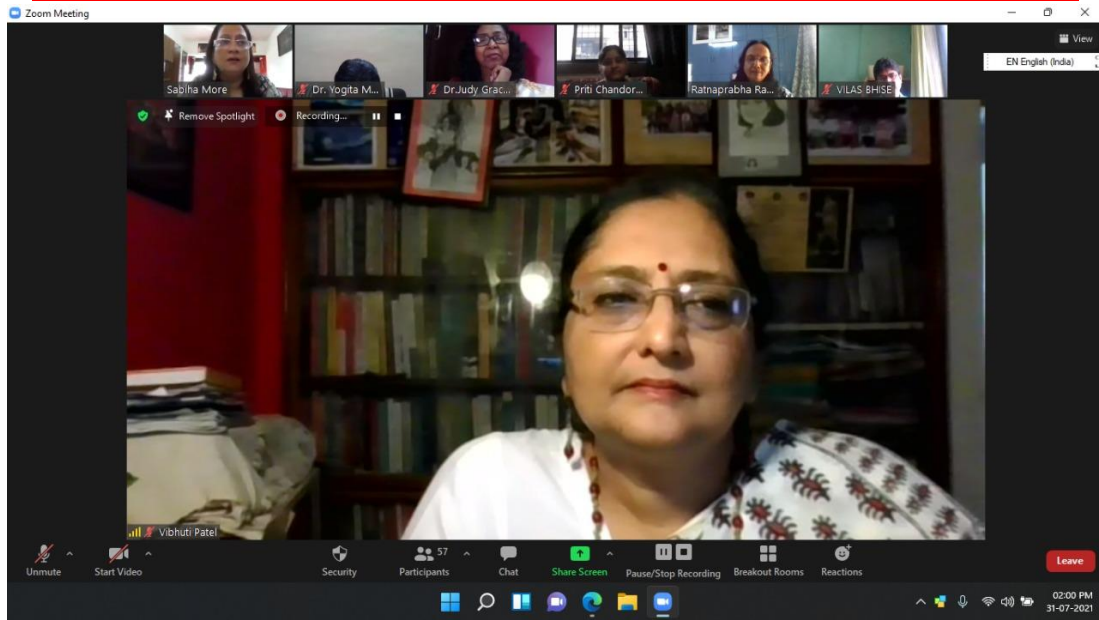 Zoom Meeting
View
EN English (India)
Sabiha More
Dr. Yogita M...
Dr.Judy Grac...
Priti Chandor...
Ratnaprabha Ra...
VILAS BHISE
Remove Spotlight
Recording...
Vibhuti Patel
Unmute
Start Video
Security
Participants
57
Chat
Share Screen
Pause/Stop Recording
Breakout Rooms
Reactions
Leave
02:00 PM
31-07-2021